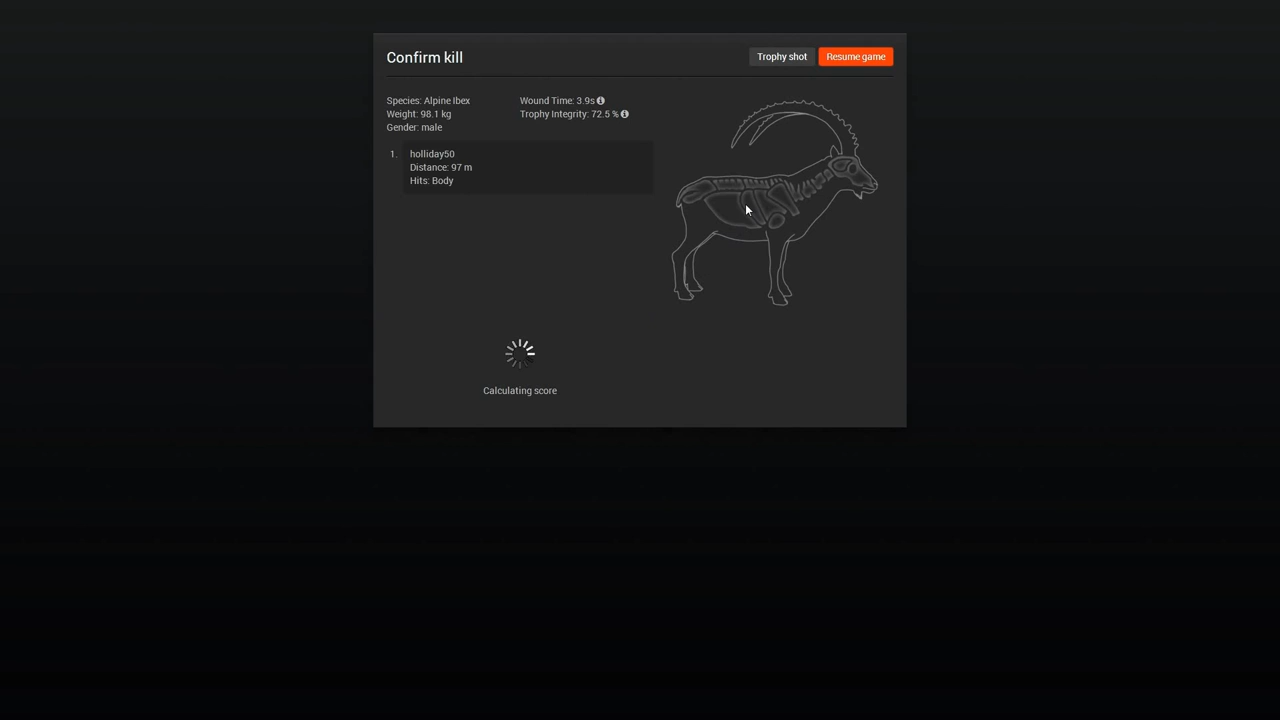 Confirm kill
Trophy shot
Resume game
Species: Alpine Ibex
Weight: 98.1 kg
Gender: male
Wound Time: 3.9s
Trophy Integrity: 72.5 %
1.
holliday50
Distance: 97 m
Hits: Body
Calculating score